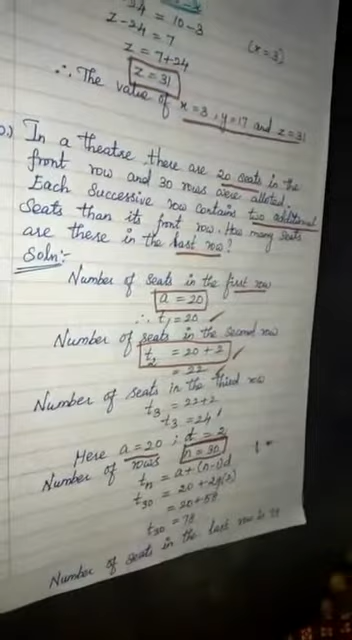 z-24 = 10-3
z-24 = 7
z = 7+24
(x=3)
z=31
∴ The value of x=3, y=17 and z=31
In a theatre, there are 20 seats in the
front row and 30 rows were alloted.
Each successive row contains two additional
seats than its front row. How many seats
are there in the last row?
Soln:-
Number of seats in the first row
a = 20
∴ t₁ = 20 ✓
Number of seats in the second row
t₂ = 20 + 2 ✓
= 22 ✓
Number of seats in the third row
t₃ = 22+2
t₃ = 24
Here a=20 ; d = 2
Number of rows n=30
tn = a+(n-1)d
t30 = 20 + 29(2)
= 20+58
t30 = 78
Number of seats in the last row is 78